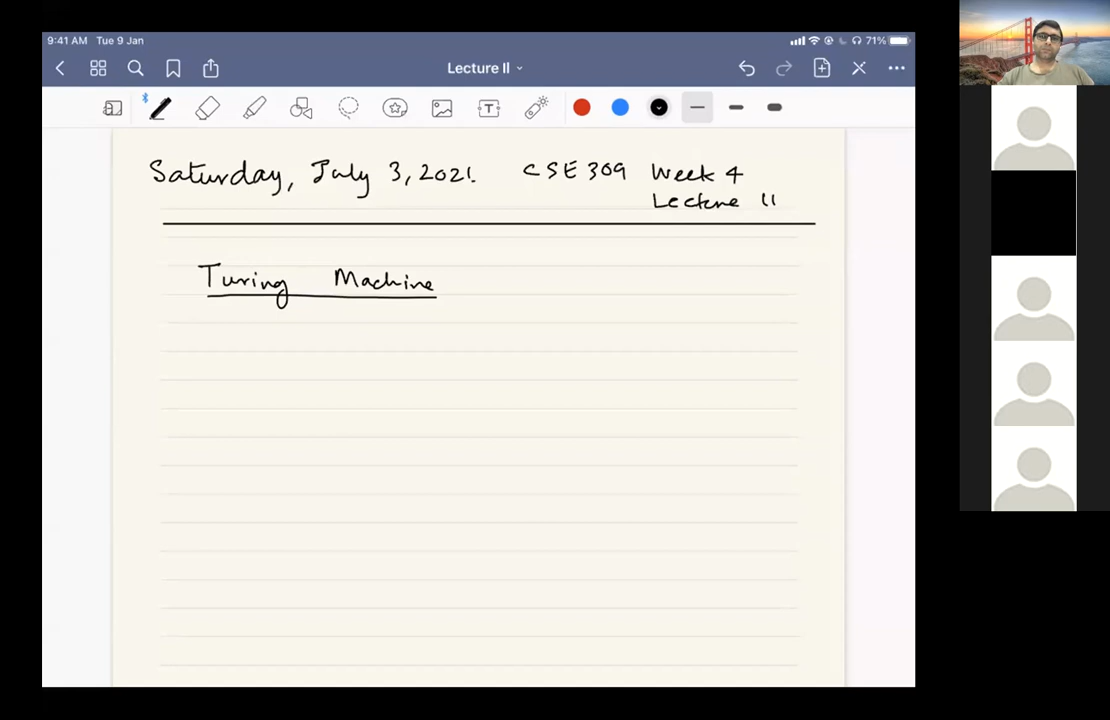 9:41 AM Tue 9 Jan 71%
Lecture II
Saturday, July 3, 2021. CSE 309 Week 4
Lecture 11
Turing Machine